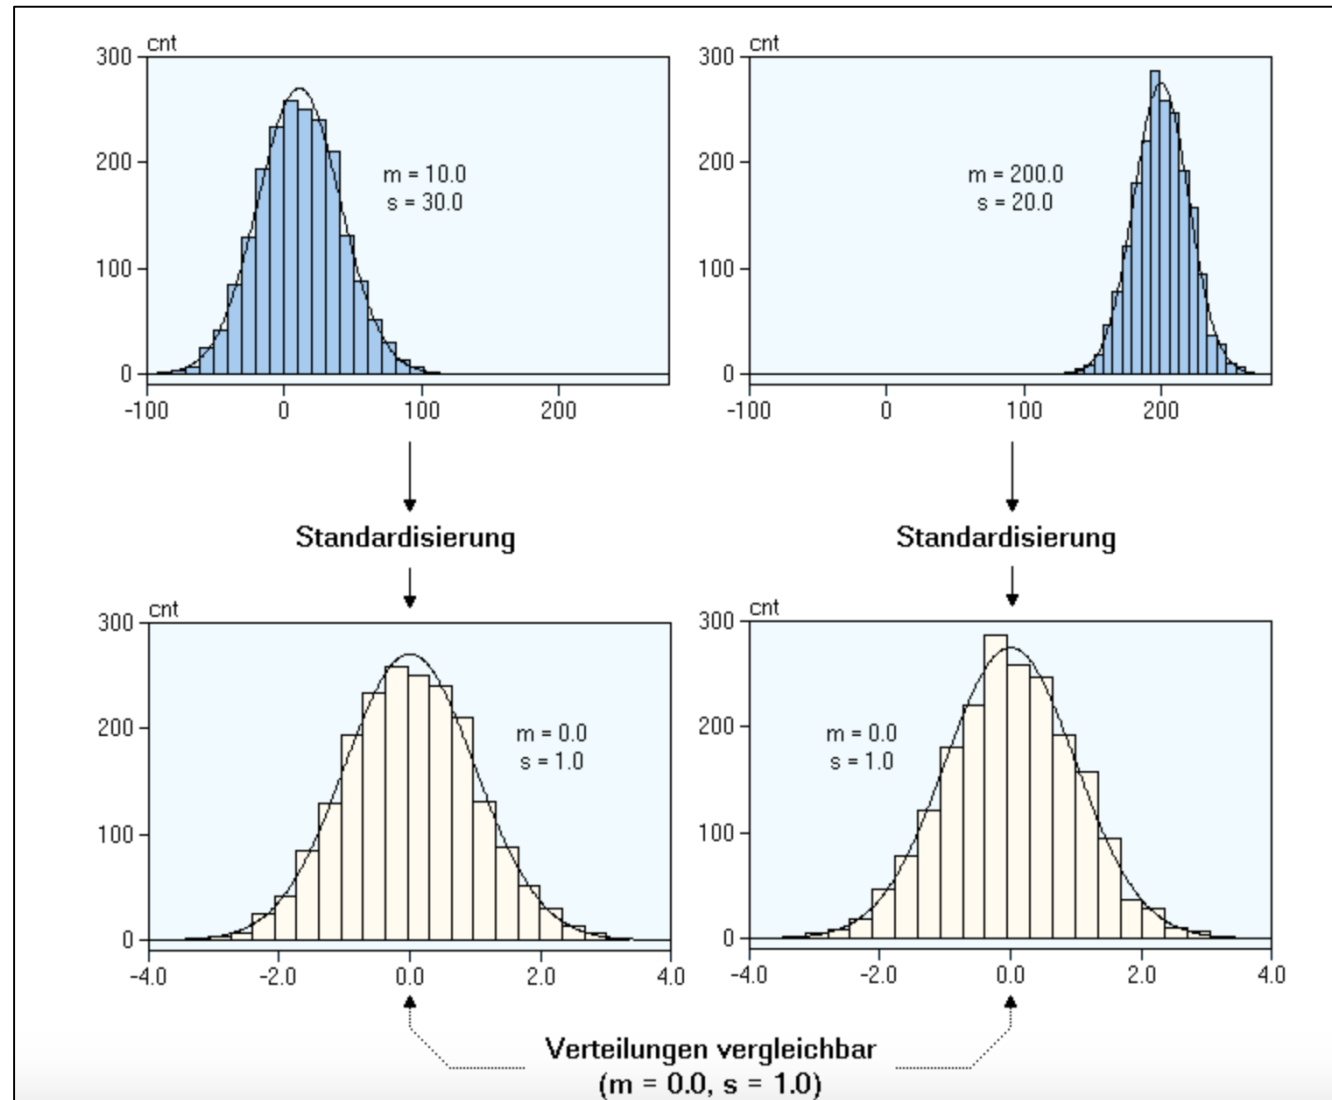 cnt
300
200
100
0
m = 10.0
s = 30.0
-100 0 100 200
cnt
300
200
100
0
m = 200.0
s = 20.0
-100 0 100 200
Standardisierung
Standardisierung
cnt
300
200
100
0
m = 0.0
s = 1.0
-4.0 -2.0 0.0 2.0 4.0
cnt
300
200
100
0
m = 0.0
s = 1.0
-4.0 -2.0 0.0 2.0 4.0
Verteilungen vergleichbar
(m = 0.0, s = 1.0)